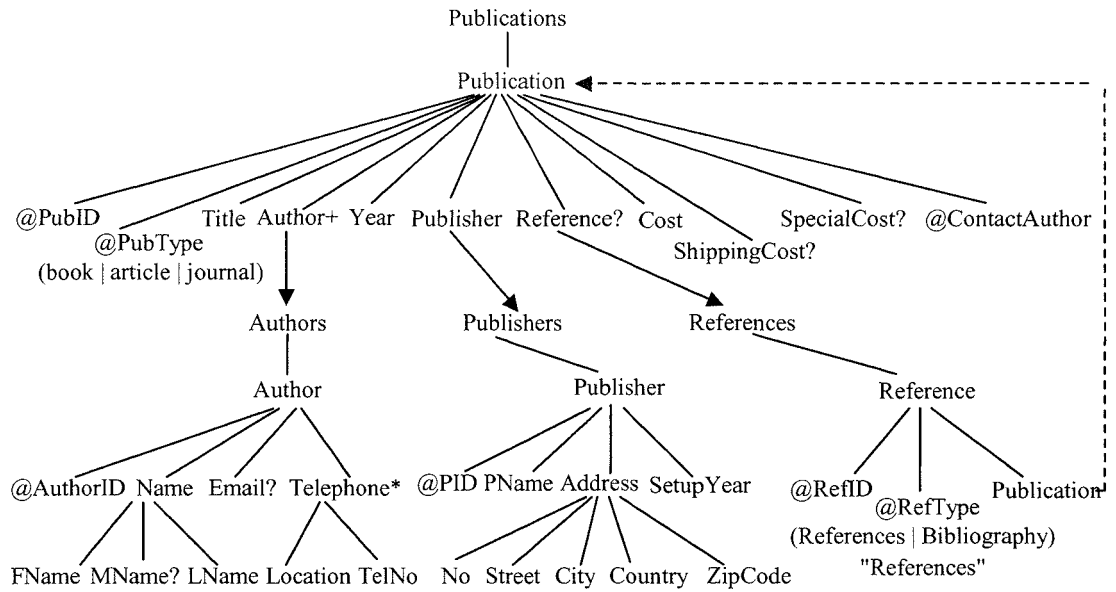 Publications
Publication
@PubID
@PubType
(book | article | journal)
Title
Author+
Year
Publisher
Reference?
Cost
ShippingCost?
SpecialCost?
@ContactAuthor
Authors
Publishers
References
Author
Publisher
Reference
@AuthorID
Name
Email?
Telephone*
@PID
PName
Address
SetupYear
@RefID
@RefType
(References | Bibliography)
"References"
Publication
FName
MName?
LName
Location
TelNo
No
Street
City
Country
ZipCode